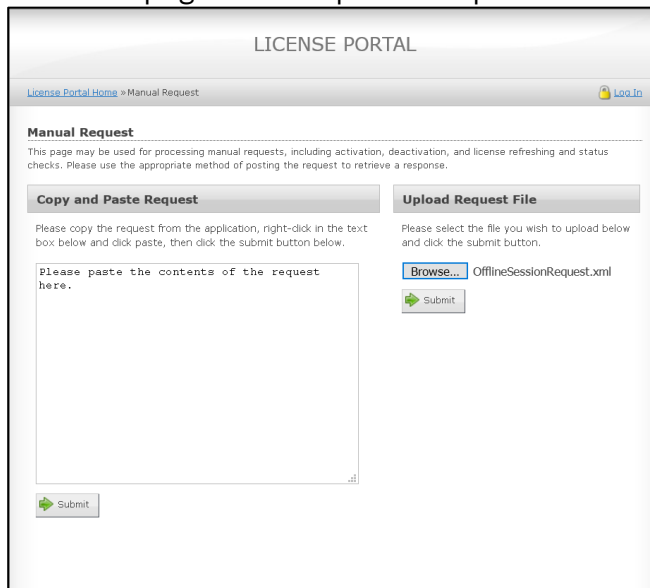 LICENSE PORTAL
License Portal Home » Manual Request
Log In
Manual Request
This page may be used for processing manual requests, including activation, deactivation, and license refreshing and status
checks. Please use the appropriate method of posting the request to retrieve a response.
Copy and Paste Request
Please copy the request from the application, right-click in the text
box below and click paste, then click the submit button below.
Please paste the contents of the request
here.
Submit
Upload Request File
Please select the file you wish to upload below
and click the submit button.
Browse... OfflineSessionRequest.xml
Submit